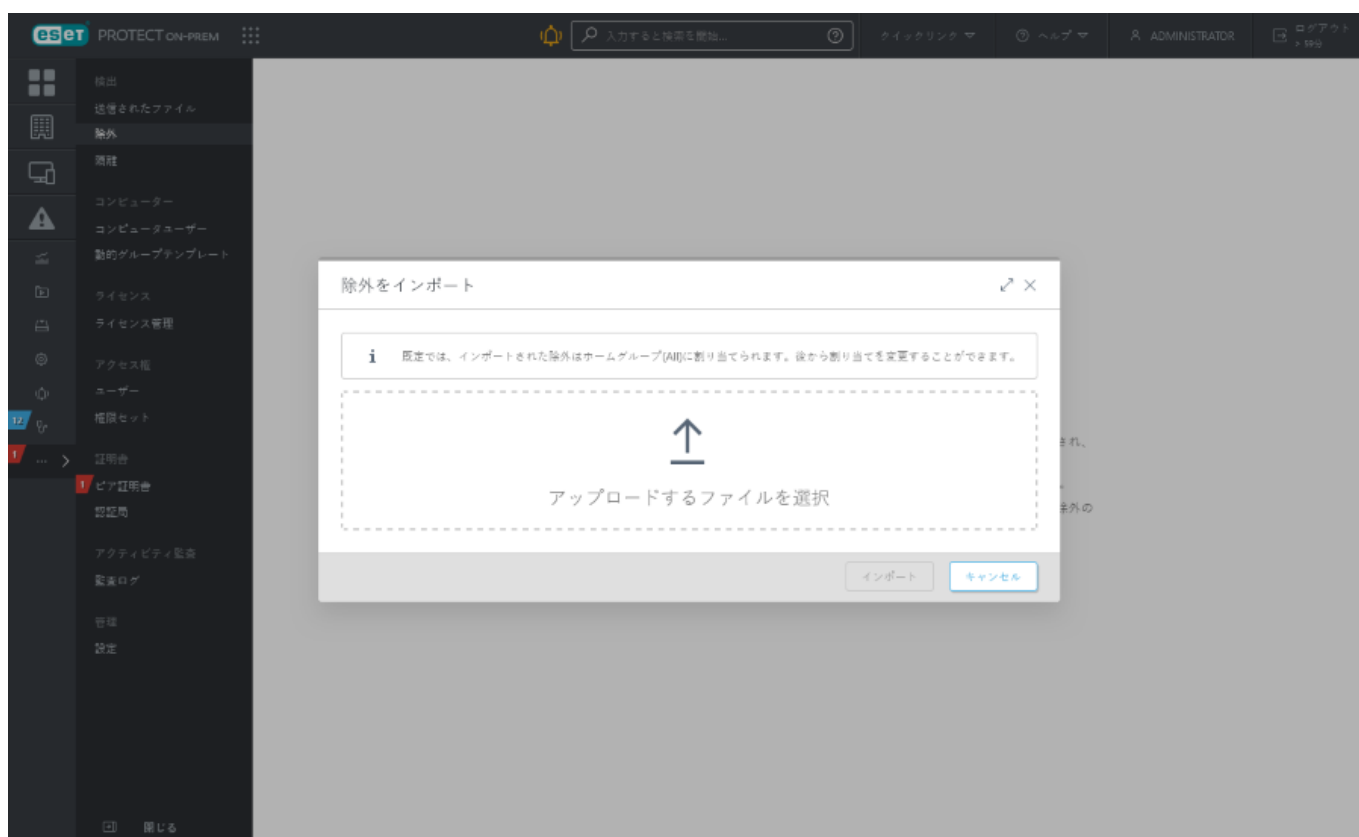 eset PROTECT ON-PREM
入力すると検索を開始...
クイックリンク
ヘルプ
ADMINISTRATOR
ログアウト
> 59分
検出
送信されたファイル
除外
隔離
コンピューター
コンピュータユーザー
動的グループテンプレート
ライセンス
ライセンス管理
アクセス権
ユーザー
権限セット
12
1
証明書
1 ピア証明書
認証局
アクティビティ監査
監査ログ
管理
設定
閉じる
除外をインポート
i 既定では、インポートされた除外はホームグループ(All)に割り当てられます。後から割り当てを変更することができます。
アップロードするファイルを選択
インポート
キャンセル
され、
。
除外の